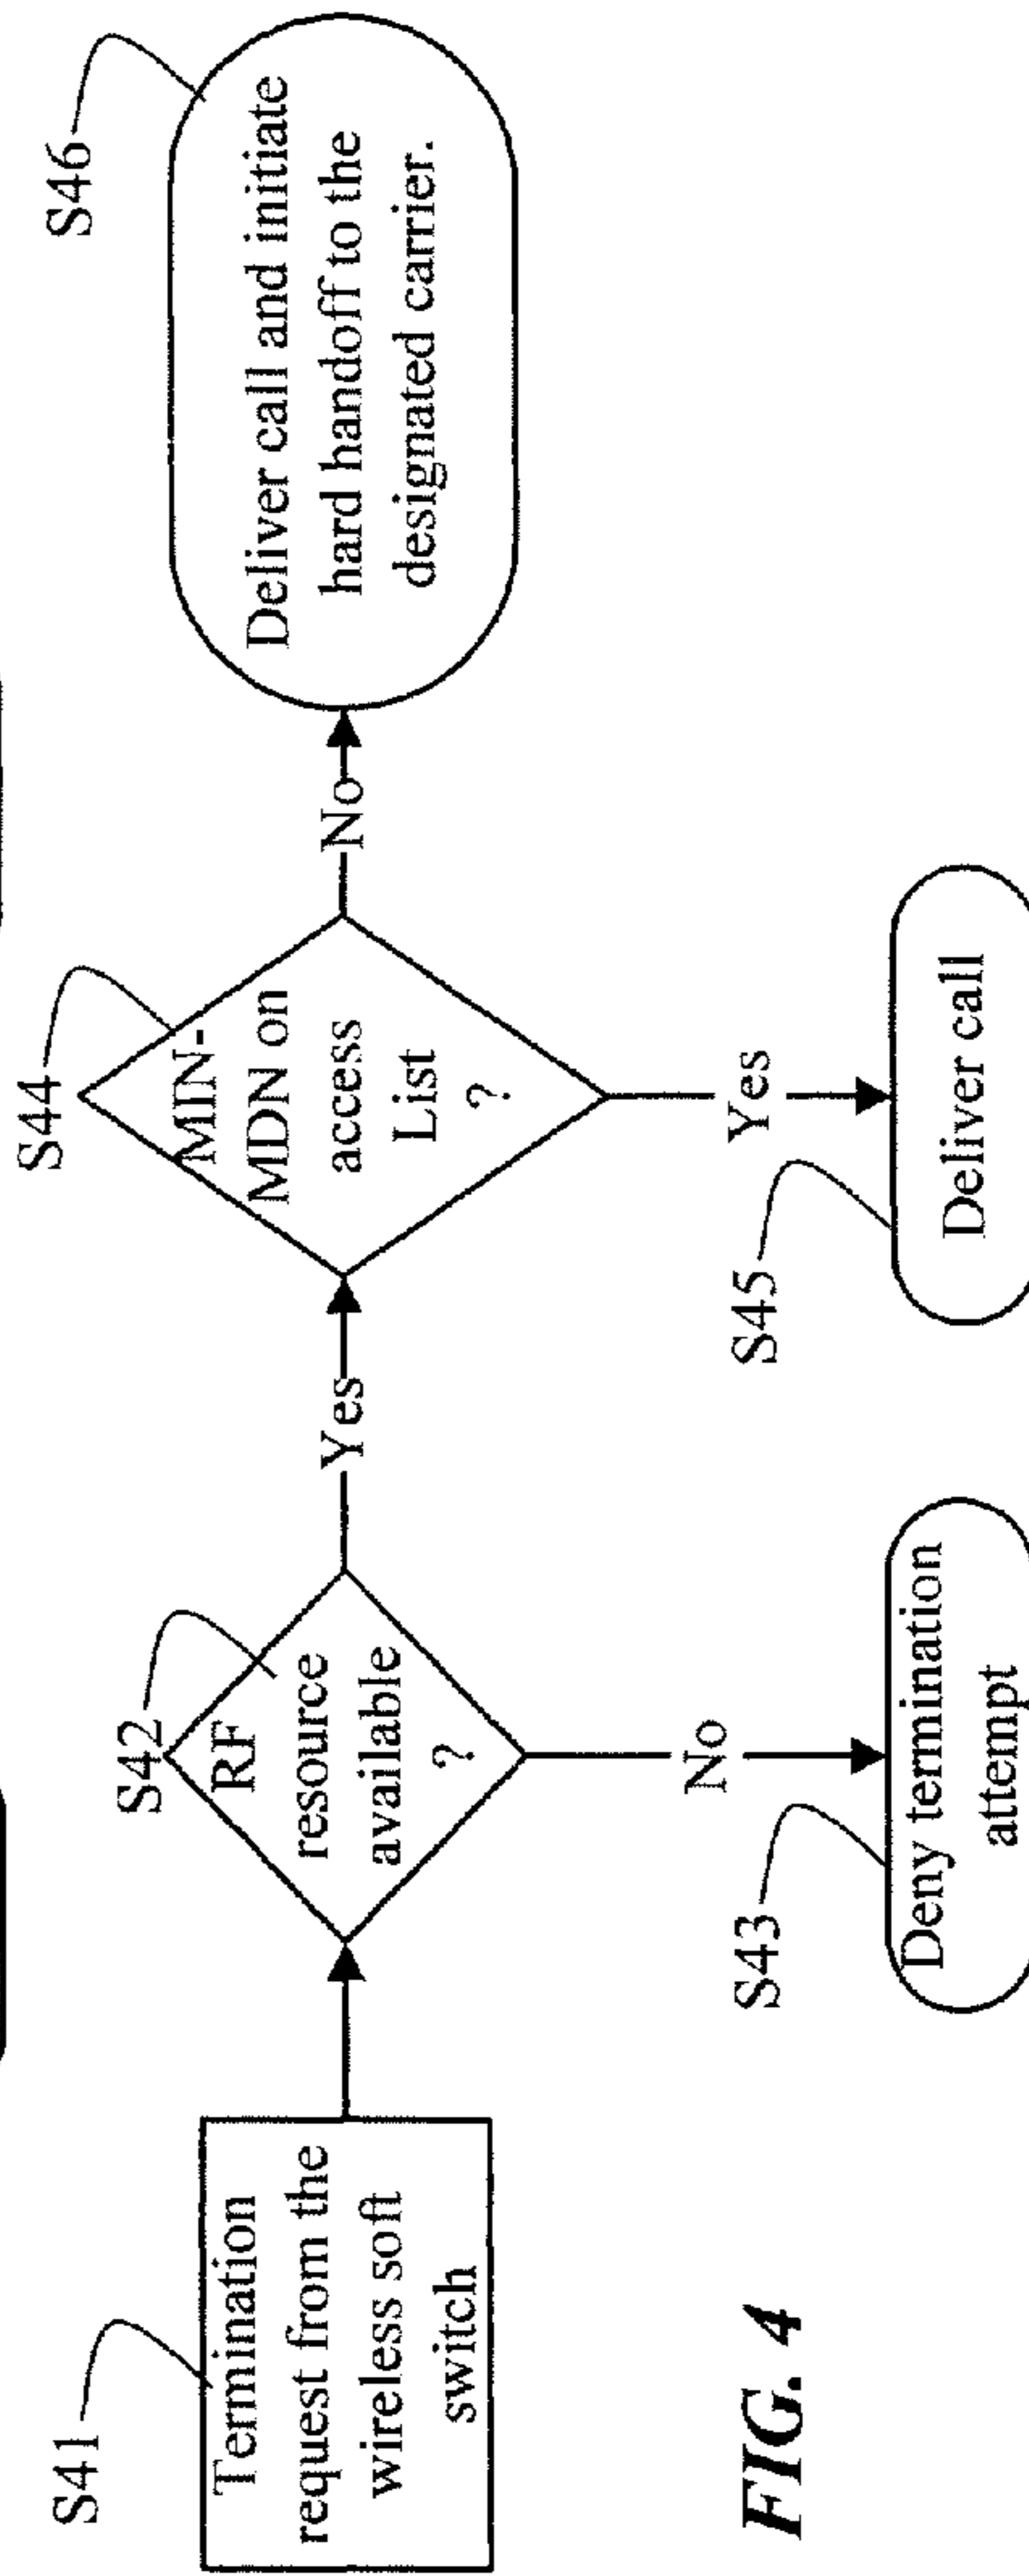 S41
Termination
request from the
wireless soft
switch
S42
RF
resource
available
?
No
S43
Deny termination
attempt
Yes
S44
MIN-
MDN on
access
List
?
Yes
S45
Deliver call
No
S46
Deliver call and initiate
hard handoff to the
designated carrier.
FIG. 4